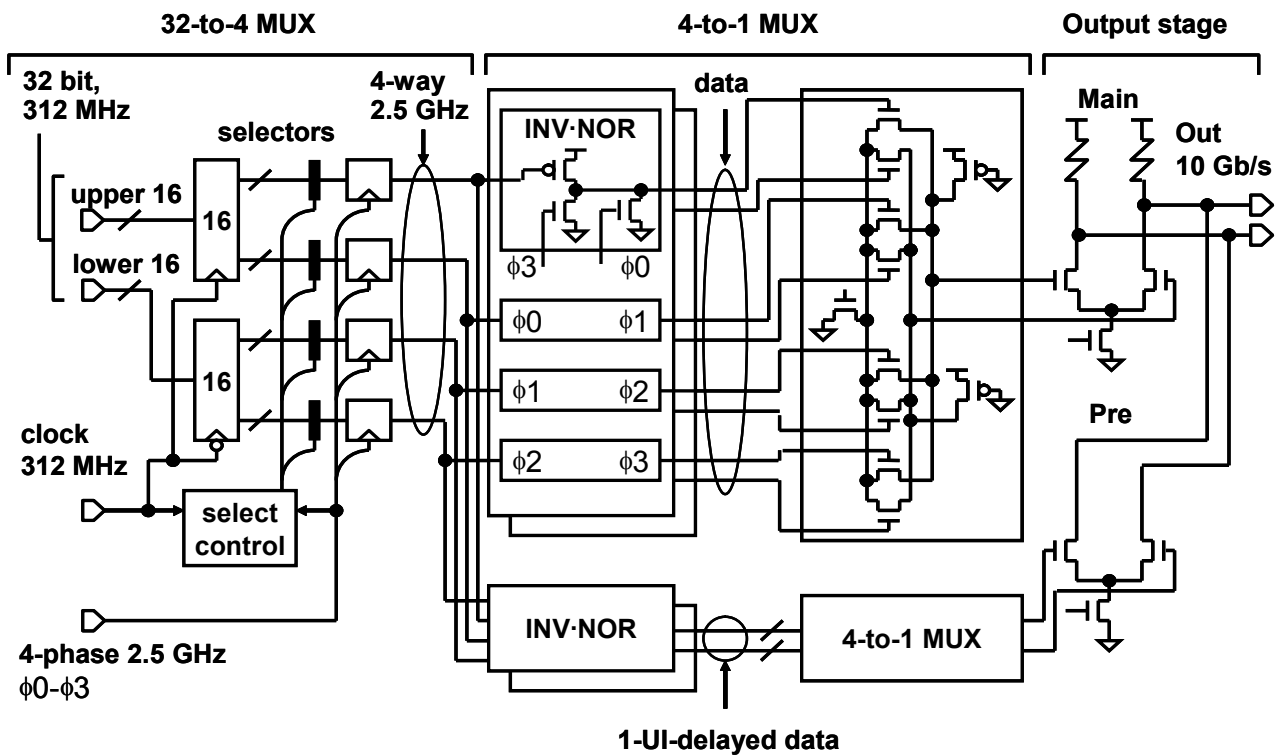 32-to-4 MUX
4-to-1 MUX
Output stage
32 bit,
312 MHz
selectors
4-way
2.5 GHz
data
Main
Out
10 Gb/s
INV·NOR
upper 16
16
lower 16
ϕ3
ϕ0
ϕ0
ϕ1
ϕ1
ϕ2
ϕ2
ϕ3
16
Pre
clock
312 MHz
select
control
INV·NOR
4-to-1 MUX
4-phase 2.5 GHz
ϕ0-ϕ3
1-UI-delayed data